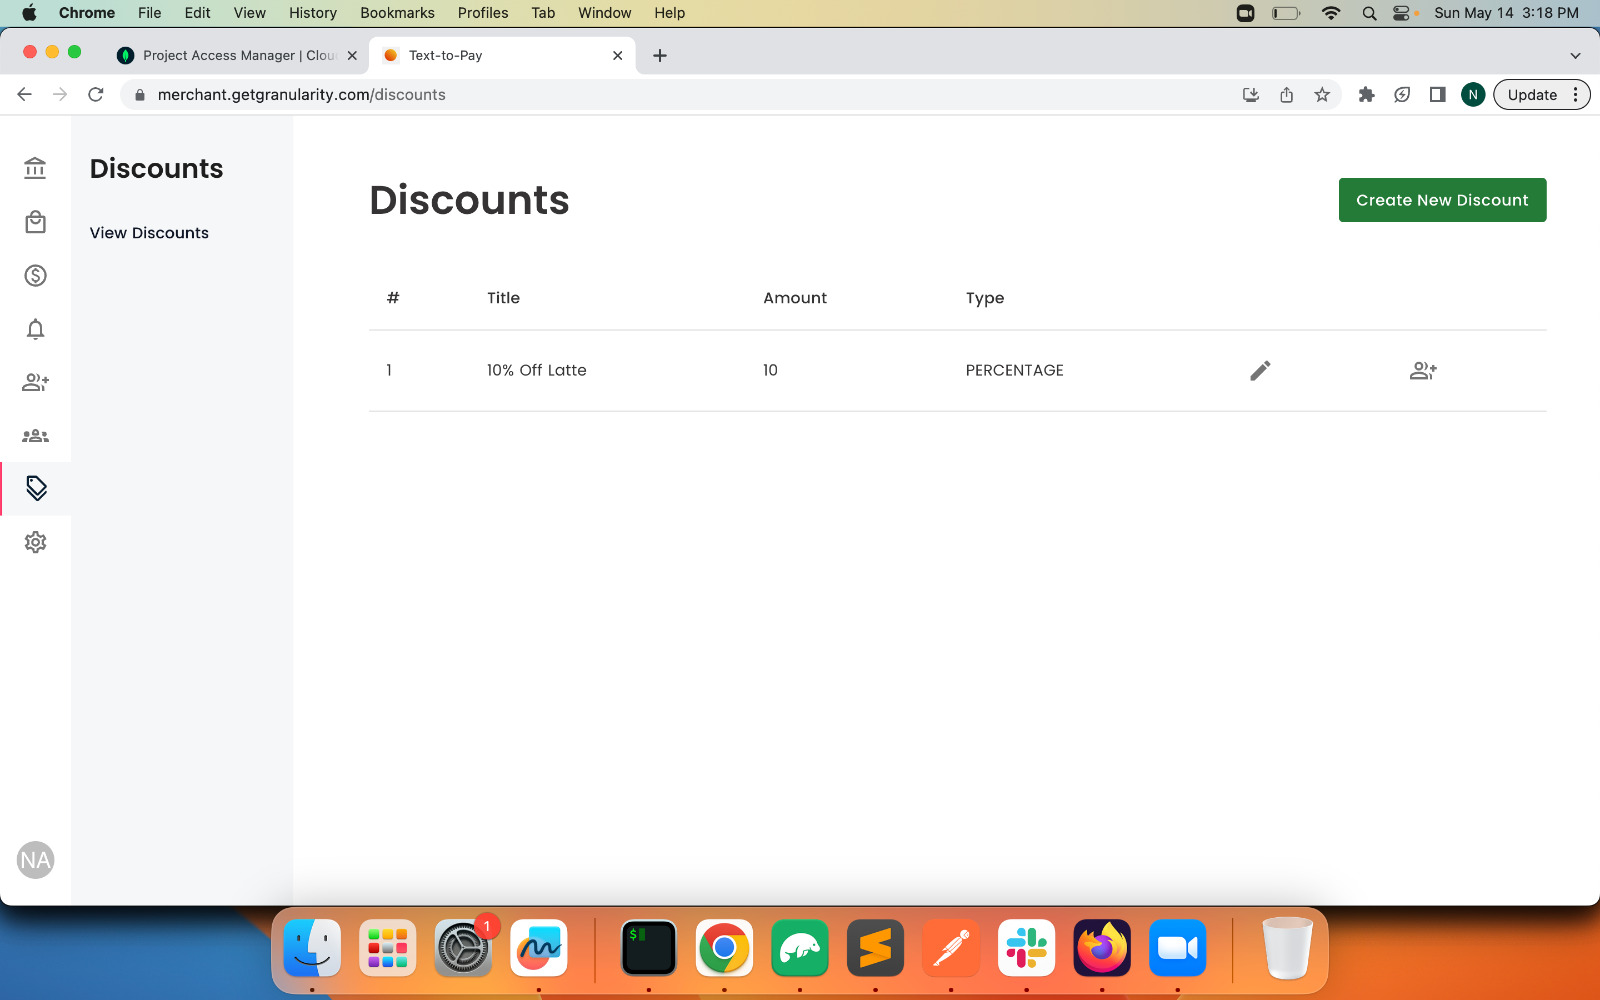 Chrome File Edit View History Bookmarks Profiles Tab Window Help Sun May 14 3:18 PM
Project Access Manager | Clou Text-to-Pay
merchant.getgranularity.com/discounts N Update
Discounts
View Discounts
Discounts
Create New Discount
# Title Amount Type
1 10% Off Latte 10 PERCENTAGE
NA
1
$